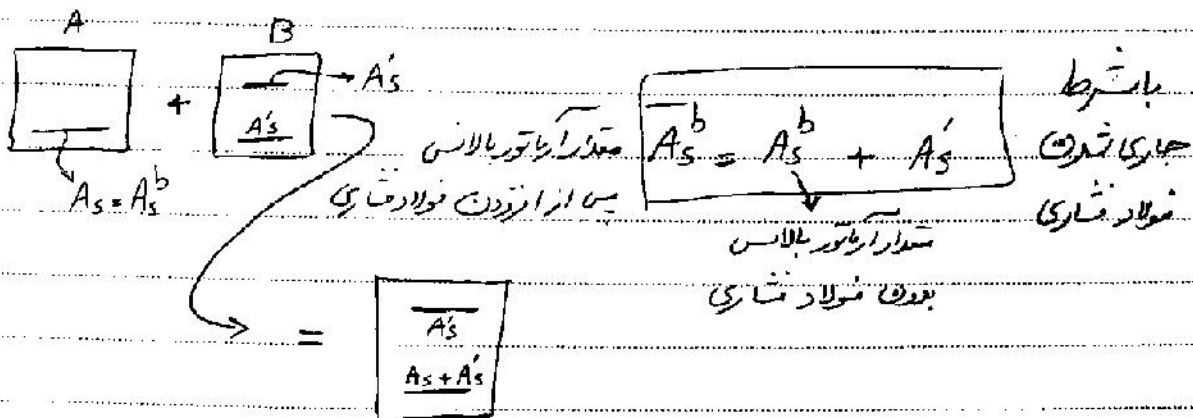 A
B
A's
+
A's
As = As^b
مقدار آرماتور بالانس
پس از افزودن فولاد فشاری
A̅s^b = As^b + A's
با شرط
جاری شدن
فولاد فشاری
مقدار آرماتور بالانس
بدون فولاد فشاری
=
A's
As + A's